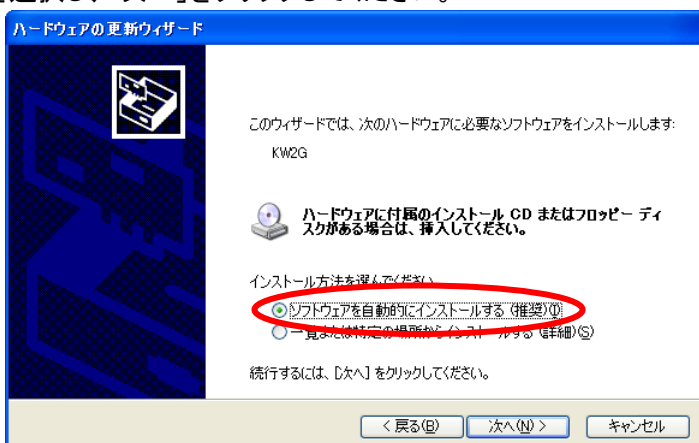 ハードウェアの更新ウィザード
このウィザードでは、次のハードウェアに必要なソフトウェアをインストールします:
KW2G
ハードウェアに付属のインストール CD またはフロッピー ディ
スクがある場合は、挿入してください。
インストール方法を選んでください
ソフトウェアを自動的にインストールする (推奨)(I)
一覧または特定の場所からインストールする (詳細)(S)
続行するには、[次へ] をクリックしてください。
< 戻る(B)
次へ(N) >
キャンセル